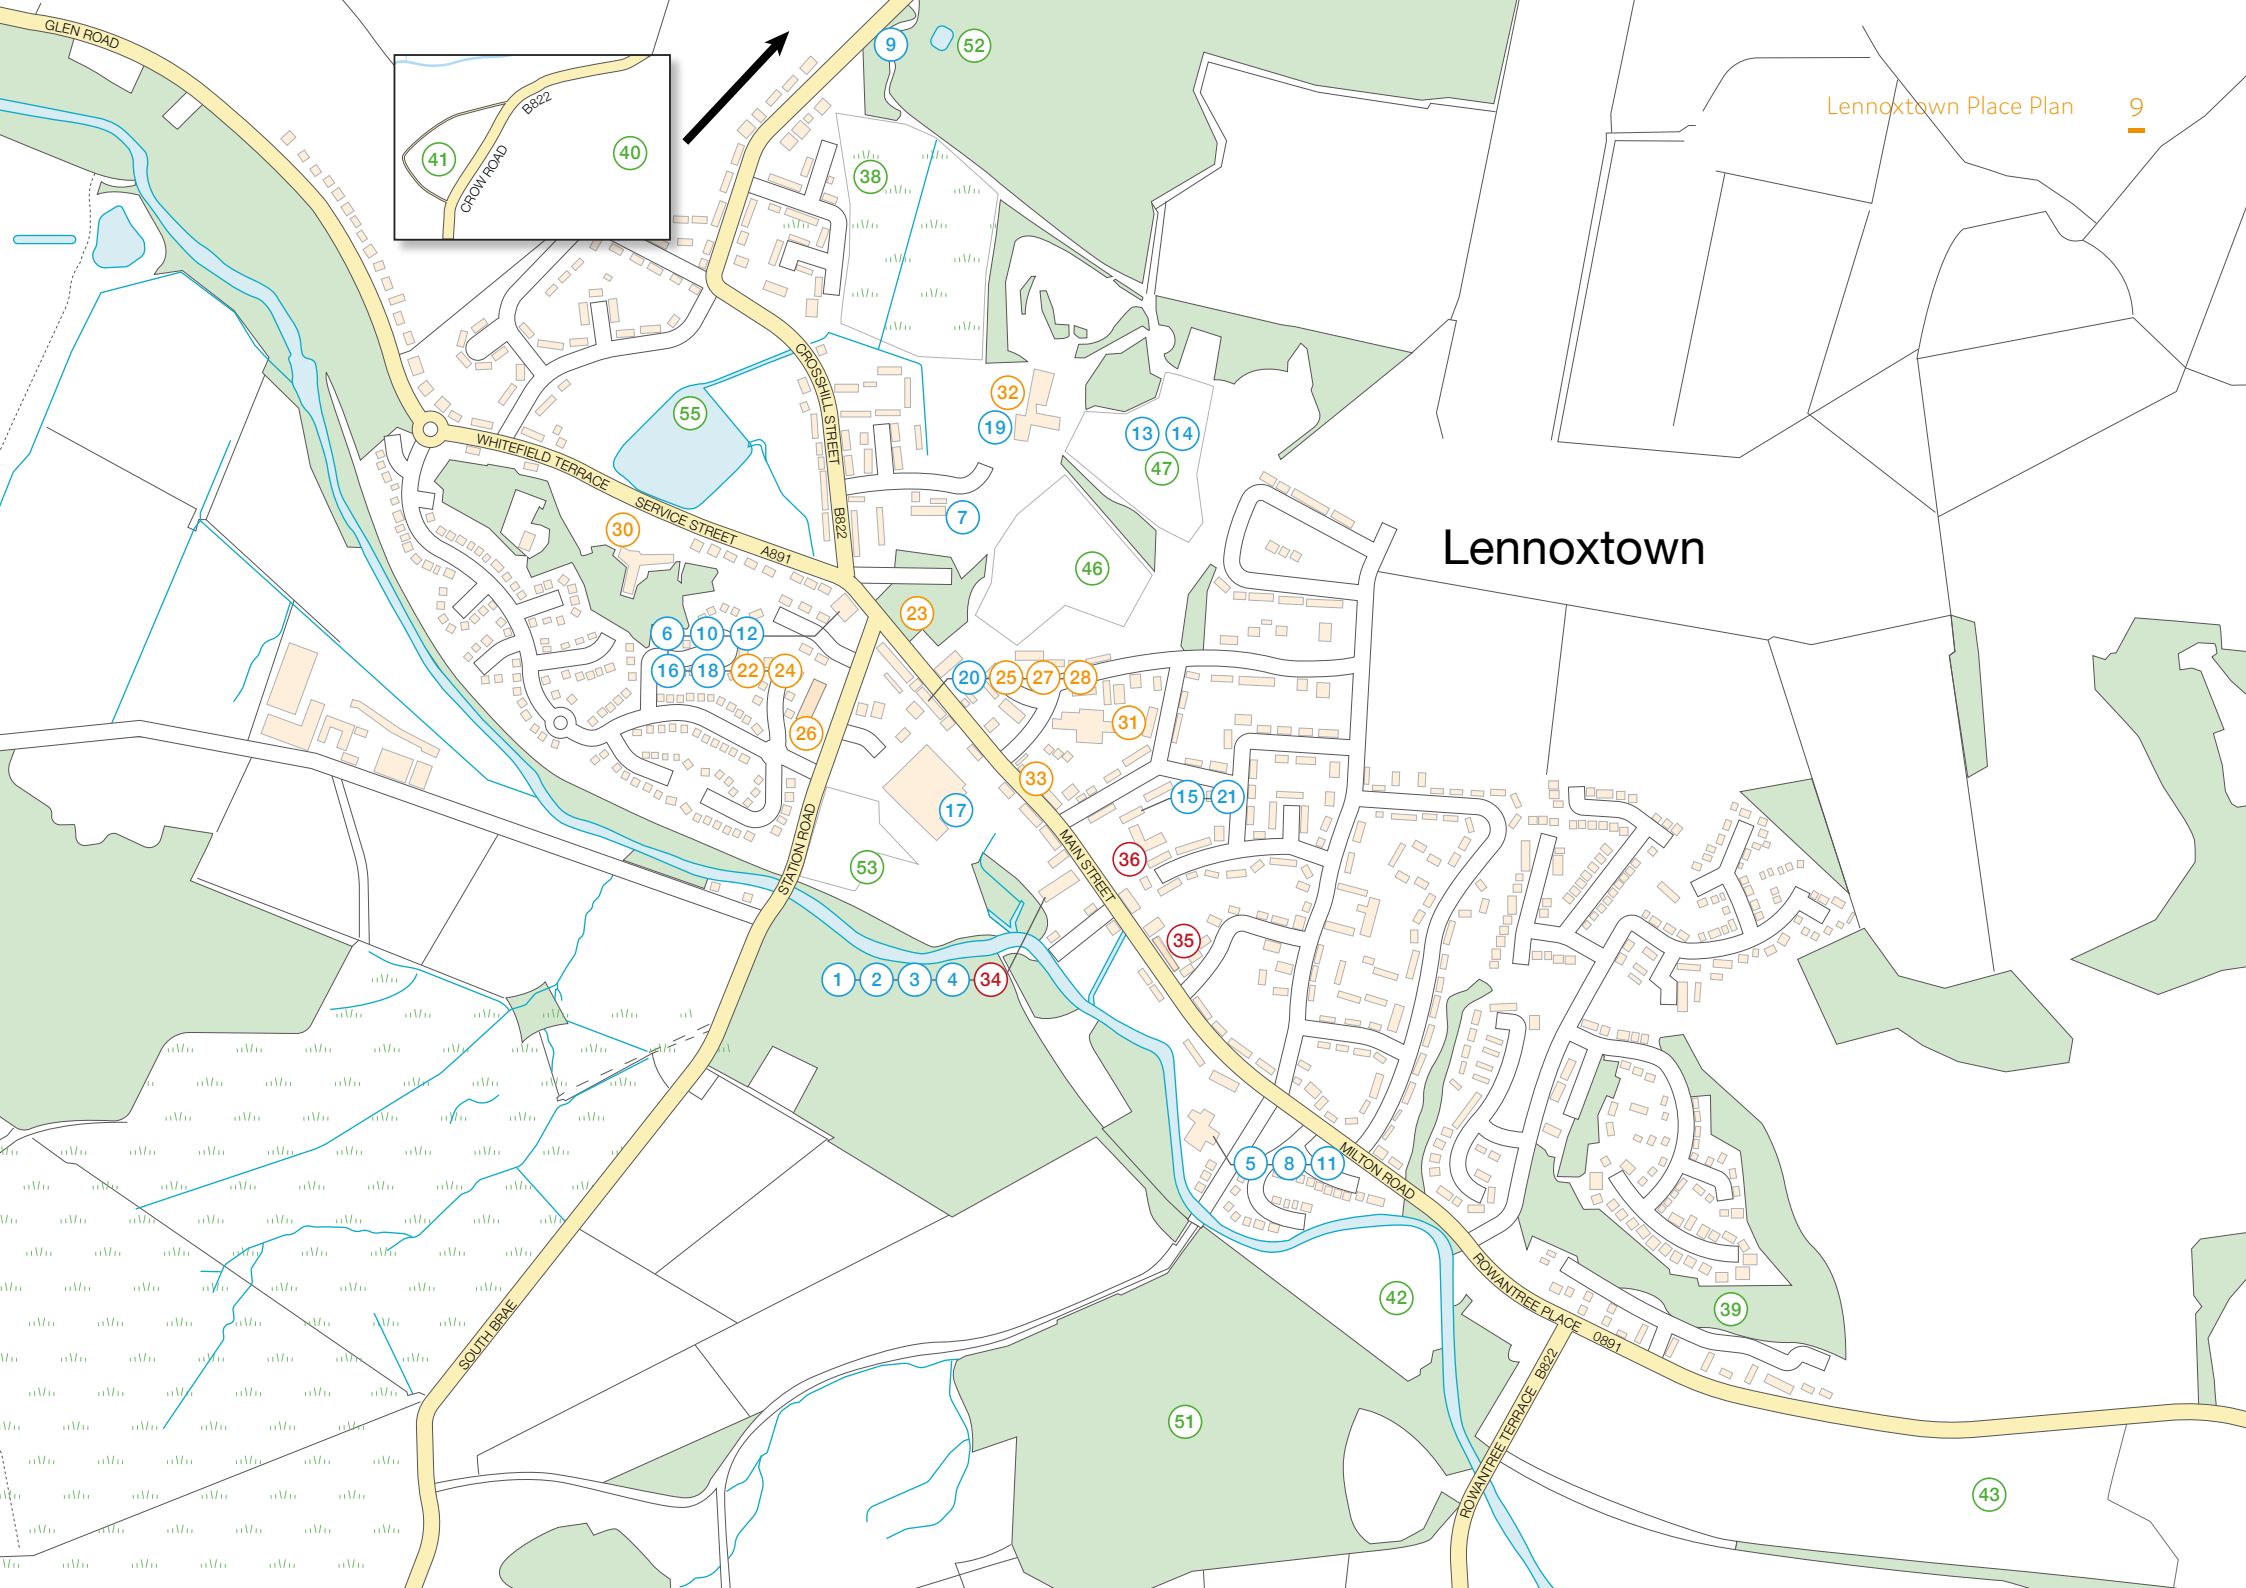 GLEN ROAD
9
52
B822
Lennoxtown Place Plan 9
41
CROW ROAD
40
38
CROSSHILL STREET
32
55
19
13 14
47
WHITEFIELD TERRACE
SERVICE STREET
A891
B822
7
30
Lennoxtown
46
23
6 10 12
16 18 22 24
20 25 27 28
31
26
33
15 21
17
STATION ROAD
MAIN STREET
36
53
35
1 2 3 4 34
5 8 11
MILTON ROAD
42
ROWANTREE PLACE
0891
39
SOUTH BRAE
51
ROWANTREE TERRACE B822
43